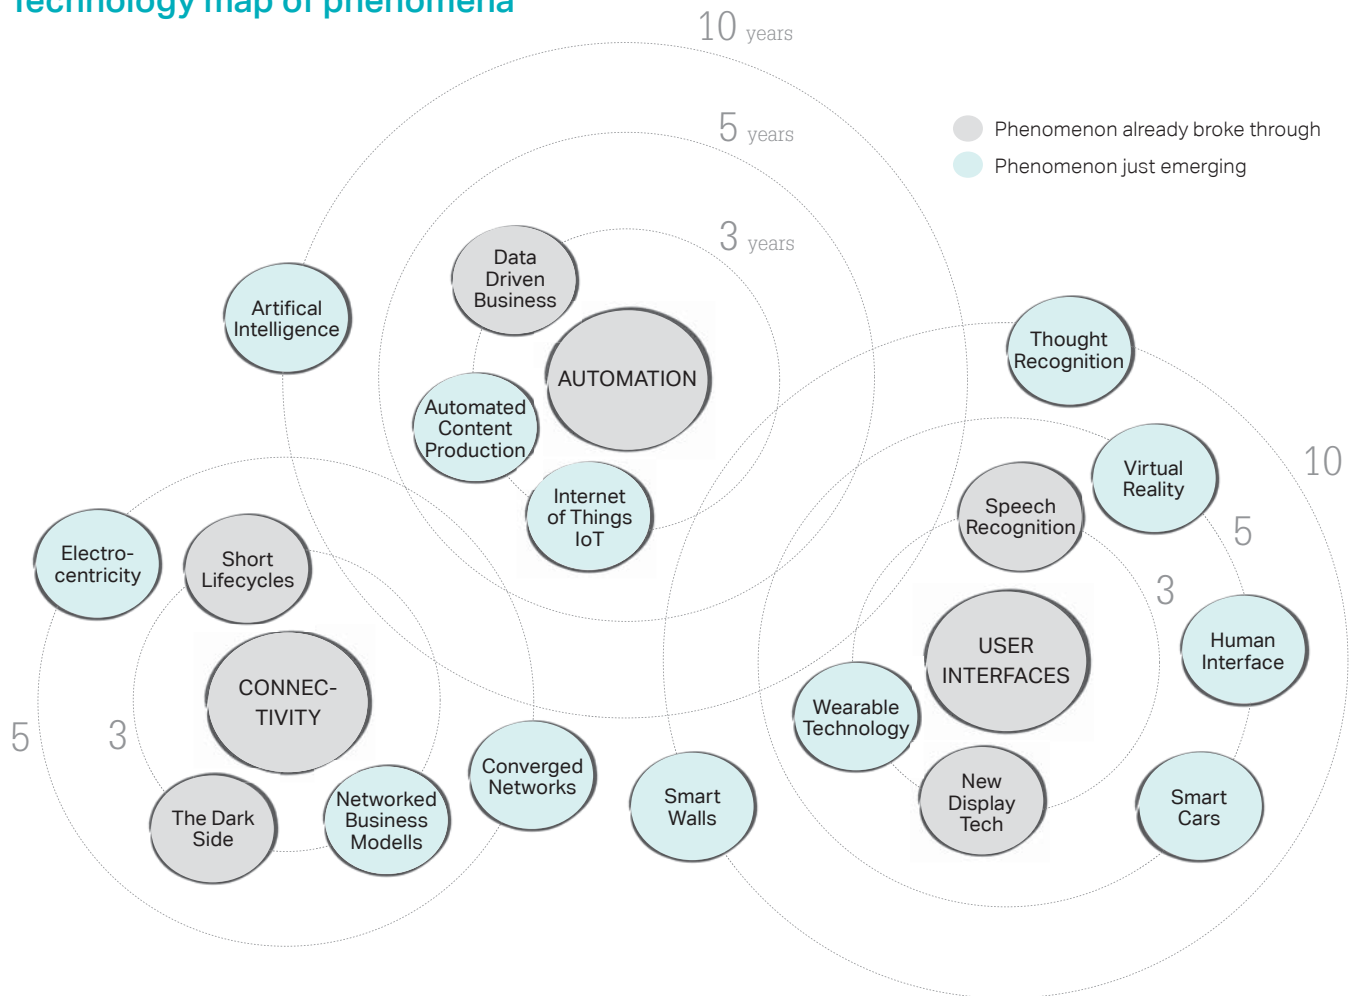 Technology map of phenomena
10 years
5 years
3 years
Phenomenon already broke through
Phenomenon just emerging
Data
Driven
Business
Artifical
Intelligence
AUTOMATION
Automated
Content
Production
Internet
of Things
IoT
Thought
Recognition
10
Virtual
Reality
Speech
Recognition
5
3
Electro-
centricity
Short
Lifecycles
USER
INTERFACES
Human
Interface
CONNEC-
TIVITY
Wearable
Technology
5
3
Converged
Networks
Smart
Walls
New
Display
Tech
Smart
Cars
The Dark
Side
Networked
Business
Modells